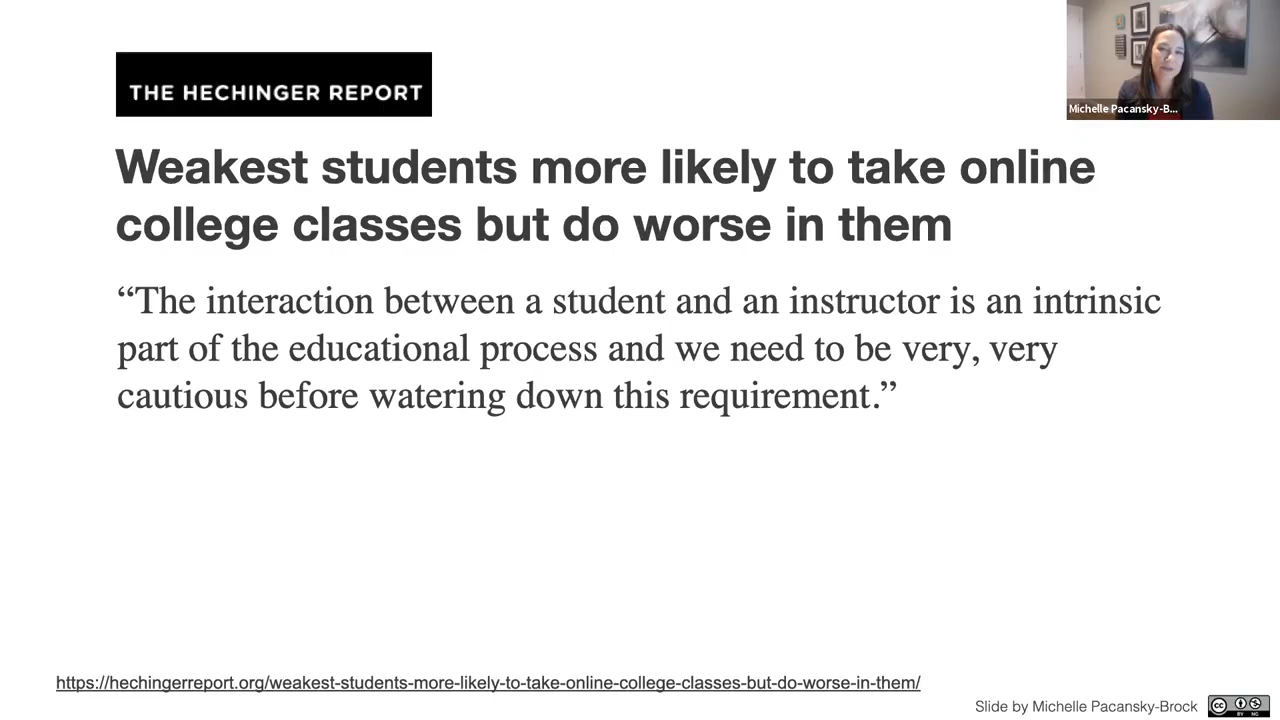 THE HECHINGER REPORT
Michelle Pacansky-B...
Weakest students more likely to take online
college classes but do worse in them
“The interaction between a student and an instructor is an intrinsic
part of the educational process and we need to be very, very
cautious before watering down this requirement.”
https://hechingerreport.org/weakest-students-more-likely-to-take-online-college-classes-but-do-worse-in-them/
Slide by Michelle Pacansky-Brock
cc
BY NC